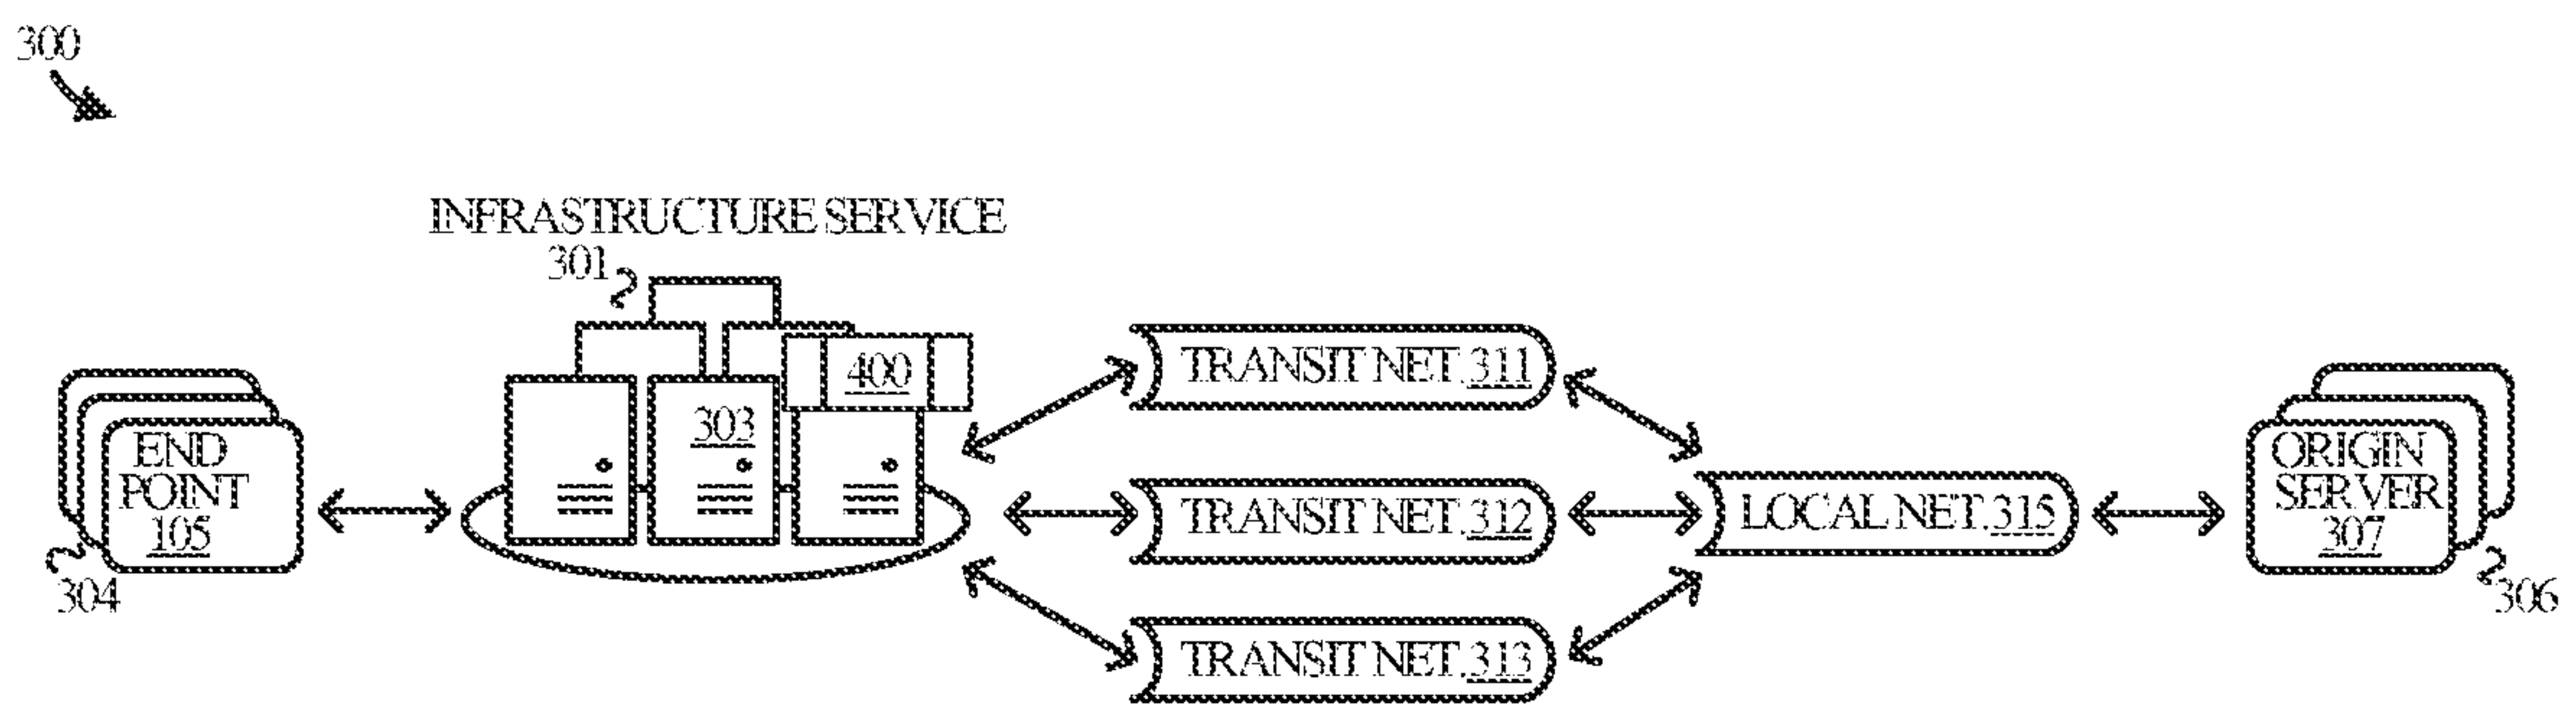 300
INFRASTRUCTURE SERVICE
301
303
400
END
POINT
105
304
TRANSIT NET. 311
TRANSIT NET. 312
TRANSIT NET. 313
LOCAL NET. 315
ORIGIN
SERVER
307
306